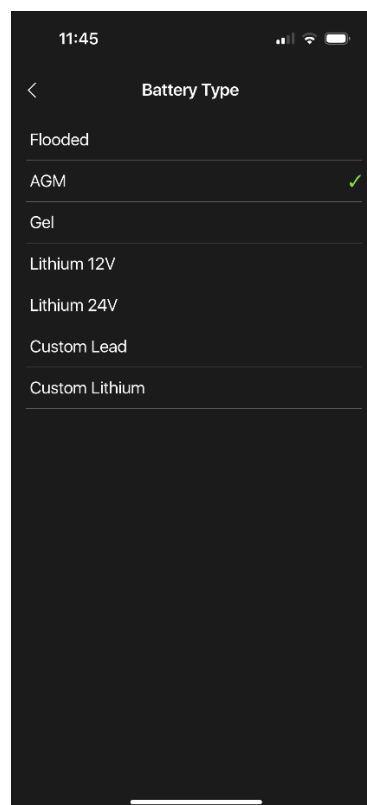 11:45
Battery Type
Flooded
AGM
Gel
Lithium 12V
Lithium 24V
Custom Lead
Custom Lithium